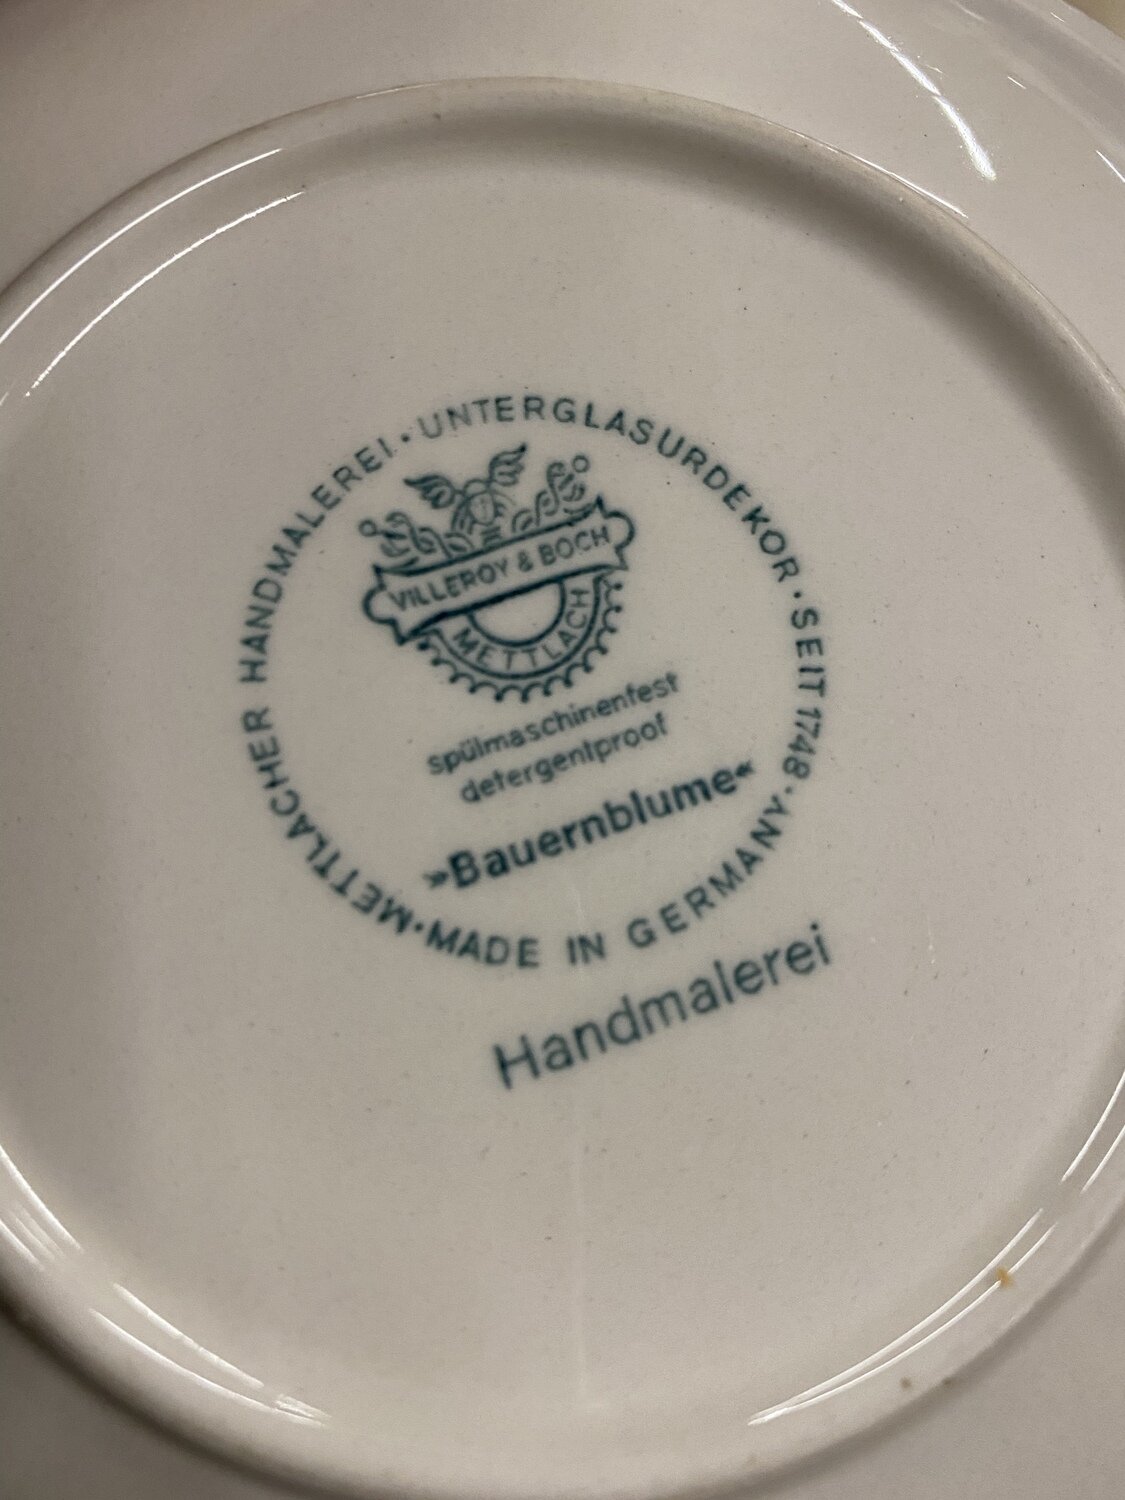 METTLACHER HANDMALEREI · UNTERGLASURDEKOR · SEIT 1748 · MADE IN GERMANY ·
VILLEROY & BOCH
METTLACH
spülmaschinenfest
detergentproof
»Bauernblume«
Handmalerei